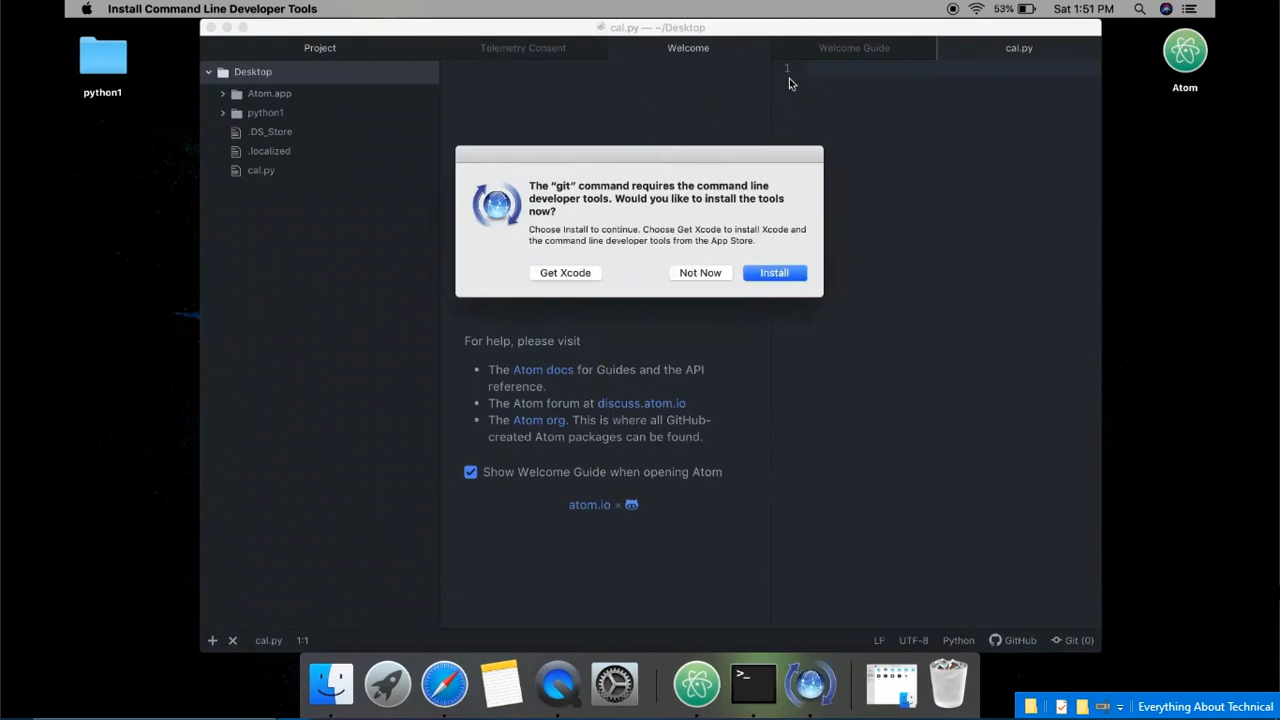 Install Command Line Developer Tools
53%
Sat 1:51 PM
cal.py — ~/Desktop
Project
Telemetry Consent
Welcome
Welcome Guide
cal.py
Desktop
Atom.app
python1
.DS_Store
.localized
cal.py
1
python1
Atom
The “git” command requires the command line
developer tools. Would you like to install the tools
now?
Choose Install to continue. Choose Get Xcode to install Xcode and
the command line developer tools from the App Store.
Get Xcode
Not Now
Install
For help, please visit
• The Atom docs for Guides and the API
reference.
• The Atom forum at discuss.atom.io
• The Atom org. This is where all GitHub-
created Atom packages can be found.
Show Welcome Guide when opening Atom
atom.io ×
cal.py
1:1
LF
UTF-8
Python
GitHub
Git (0)
>_
Everything About Technical